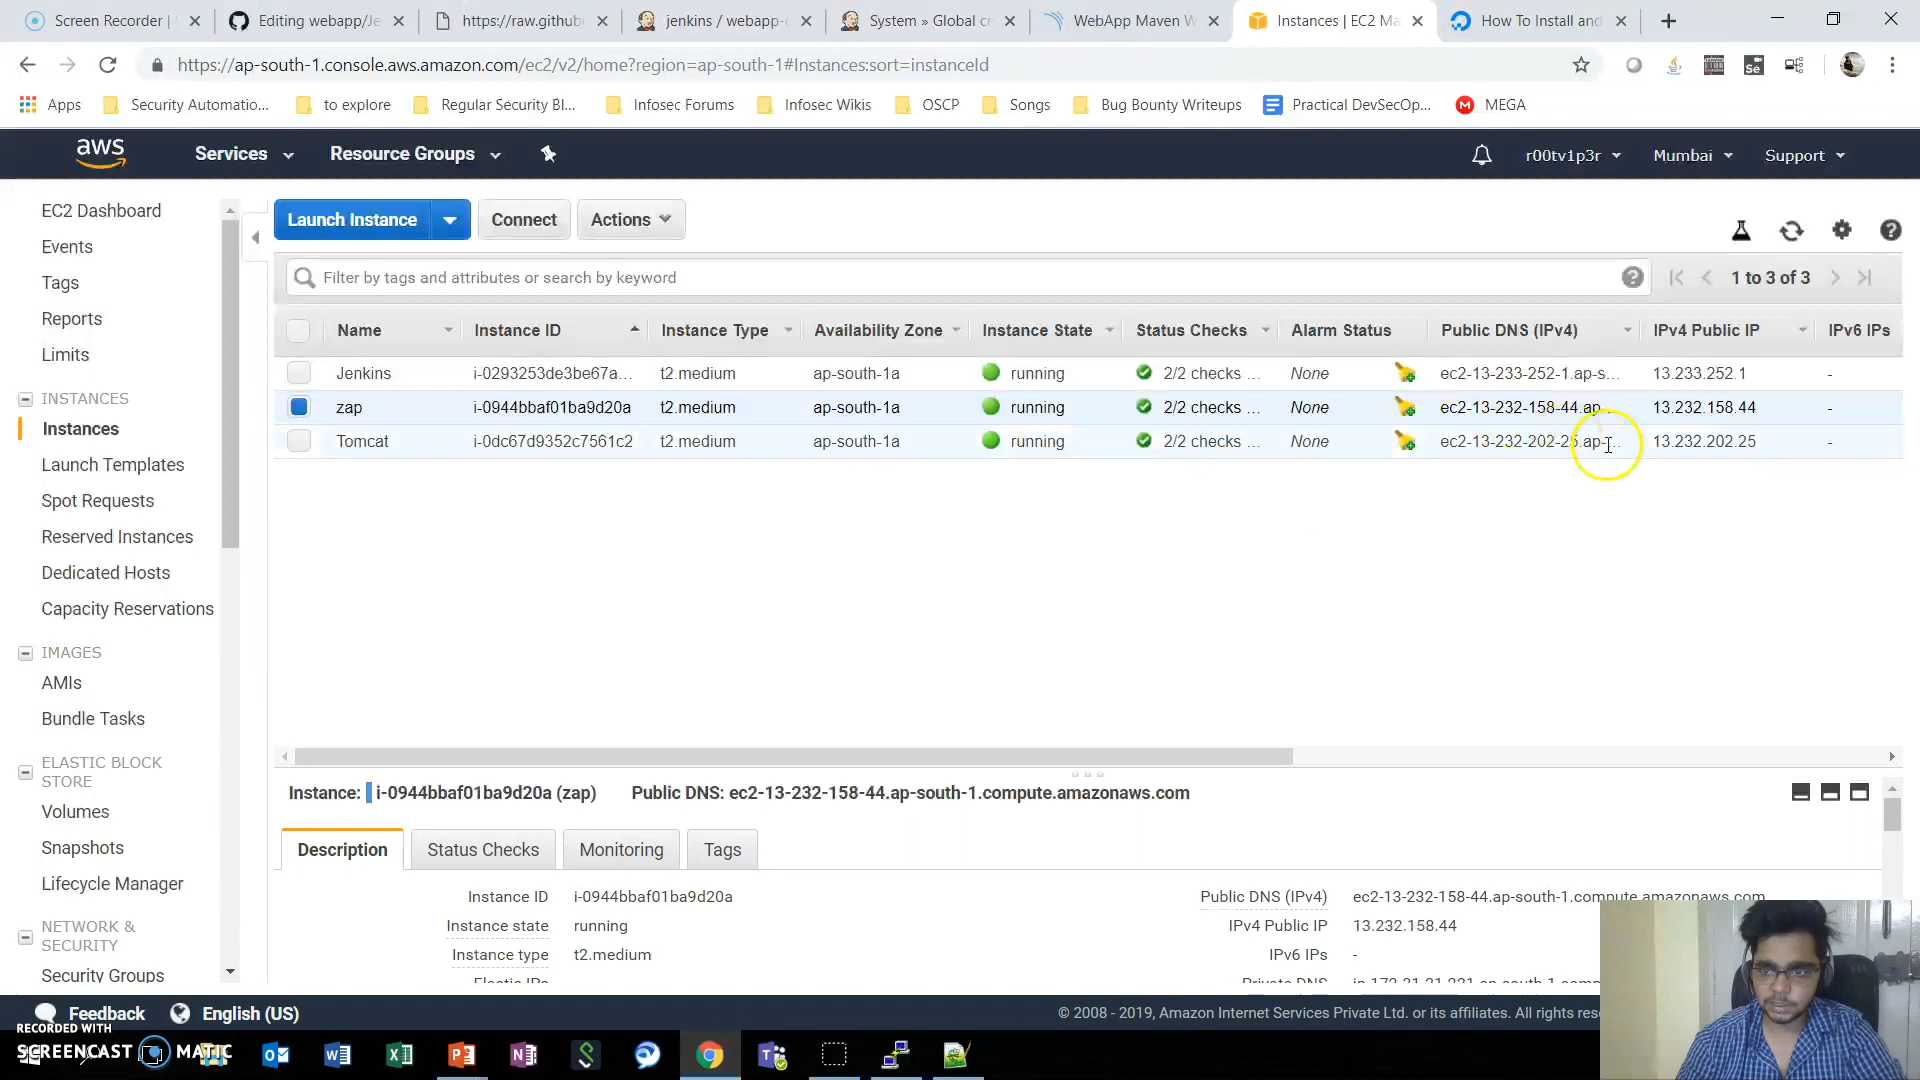 Screen Recorder |
Editing webapp/Je
https://raw.githubu
jenkins / webapp-c
System » Global cr
WebApp Maven W
Instances | EC2 Ma
How To Install and
https://ap-south-1.console.aws.amazon.com/ec2/v2/home?region=ap-south-1#Instances:sort=instanceId
Apps
Security Automatio...
to explore
Regular Security Bl...
Infosec Forums
Infosec Wikis
OSCP
Songs
Bug Bounty Writeups
Practical DevSecOp...
MEGA
aws
Services
Resource Groups
r00tv1p3r
Mumbai
Support
EC2 Dashboard
Events
Tags
Reports
Limits
INSTANCES
Instances
Launch Templates
Spot Requests
Reserved Instances
Dedicated Hosts
Capacity Reservations
IMAGES
AMIs
Bundle Tasks
ELASTIC BLOCK
STORE
Volumes
Snapshots
Lifecycle Manager
NETWORK &
SECURITY
Security Groups
Launch Instance
Connect
Actions
Filter by tags and attributes or search by keyword
1 to 3 of 3
Name Instance ID Instance Type Availability Zone Instance State Status Checks Alarm Status Public DNS (IPv4) IPv4 Public IP IPv6 IPs
Jenkins i-0293253de3be67a... t2.medium ap-south-1a running 2/2 checks ... None ec2-13-233-252-1.ap-s... 13.233.252.1 -
zap i-0944bbaf01ba9d20a t2.medium ap-south-1a running 2/2 checks ... None ec2-13-232-158-44.ap... 13.232.158.44 -
Tomcat i-0dc67d9352c7561c2 t2.medium ap-south-1a running 2/2 checks ... None ec2-13-232-202-25.ap-... 13.232.202.25 -
Instance: i-0944bbaf01ba9d20a (zap) Public DNS: ec2-13-232-158-44.ap-south-1.compute.amazonaws.com
Description
Status Checks
Monitoring
Tags
Instance ID i-0944bbaf01ba9d20a
Instance state running
Instance type t2.medium
Elastic IPs
Public DNS (IPv4) ec2-13-232-158-44.ap-south-1.compute.amazonaws.com
IPv4 Public IP 13.232.158.44
IPv6 IPs -
Private DNS
Feedback
English (US)
© 2008 - 2019, Amazon Internet Services Private Ltd. or its affiliates. All rights rese
RECORDED WITH
SCREENCAST MATIC